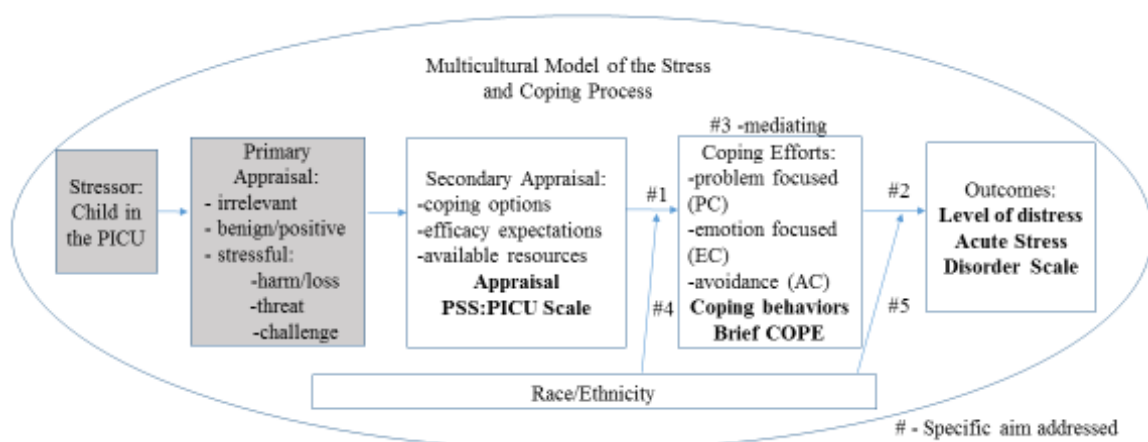 Multicultural Model of the Stress
and Coping Process
Stressor:
Child in
the PICU
Primary
Appraisal:
- irrelevant
- benign/positive
- stressful:
-harm/loss
-threat
-challenge
Secondary Appraisal:
-coping options
-efficacy expectations
-available resources
Appraisal
PSS:PICU Scale
#1
#4
#3 -mediating
Coping Efforts:
-problem focused
(PC)
-emotion focused
(EC)
-avoidance (AC)
Coping behaviors
Brief COPE
#2
#5
Outcomes:
Level of distress
Acute Stress
Disorder Scale
Race/Ethnicity
# - Specific aim addressed